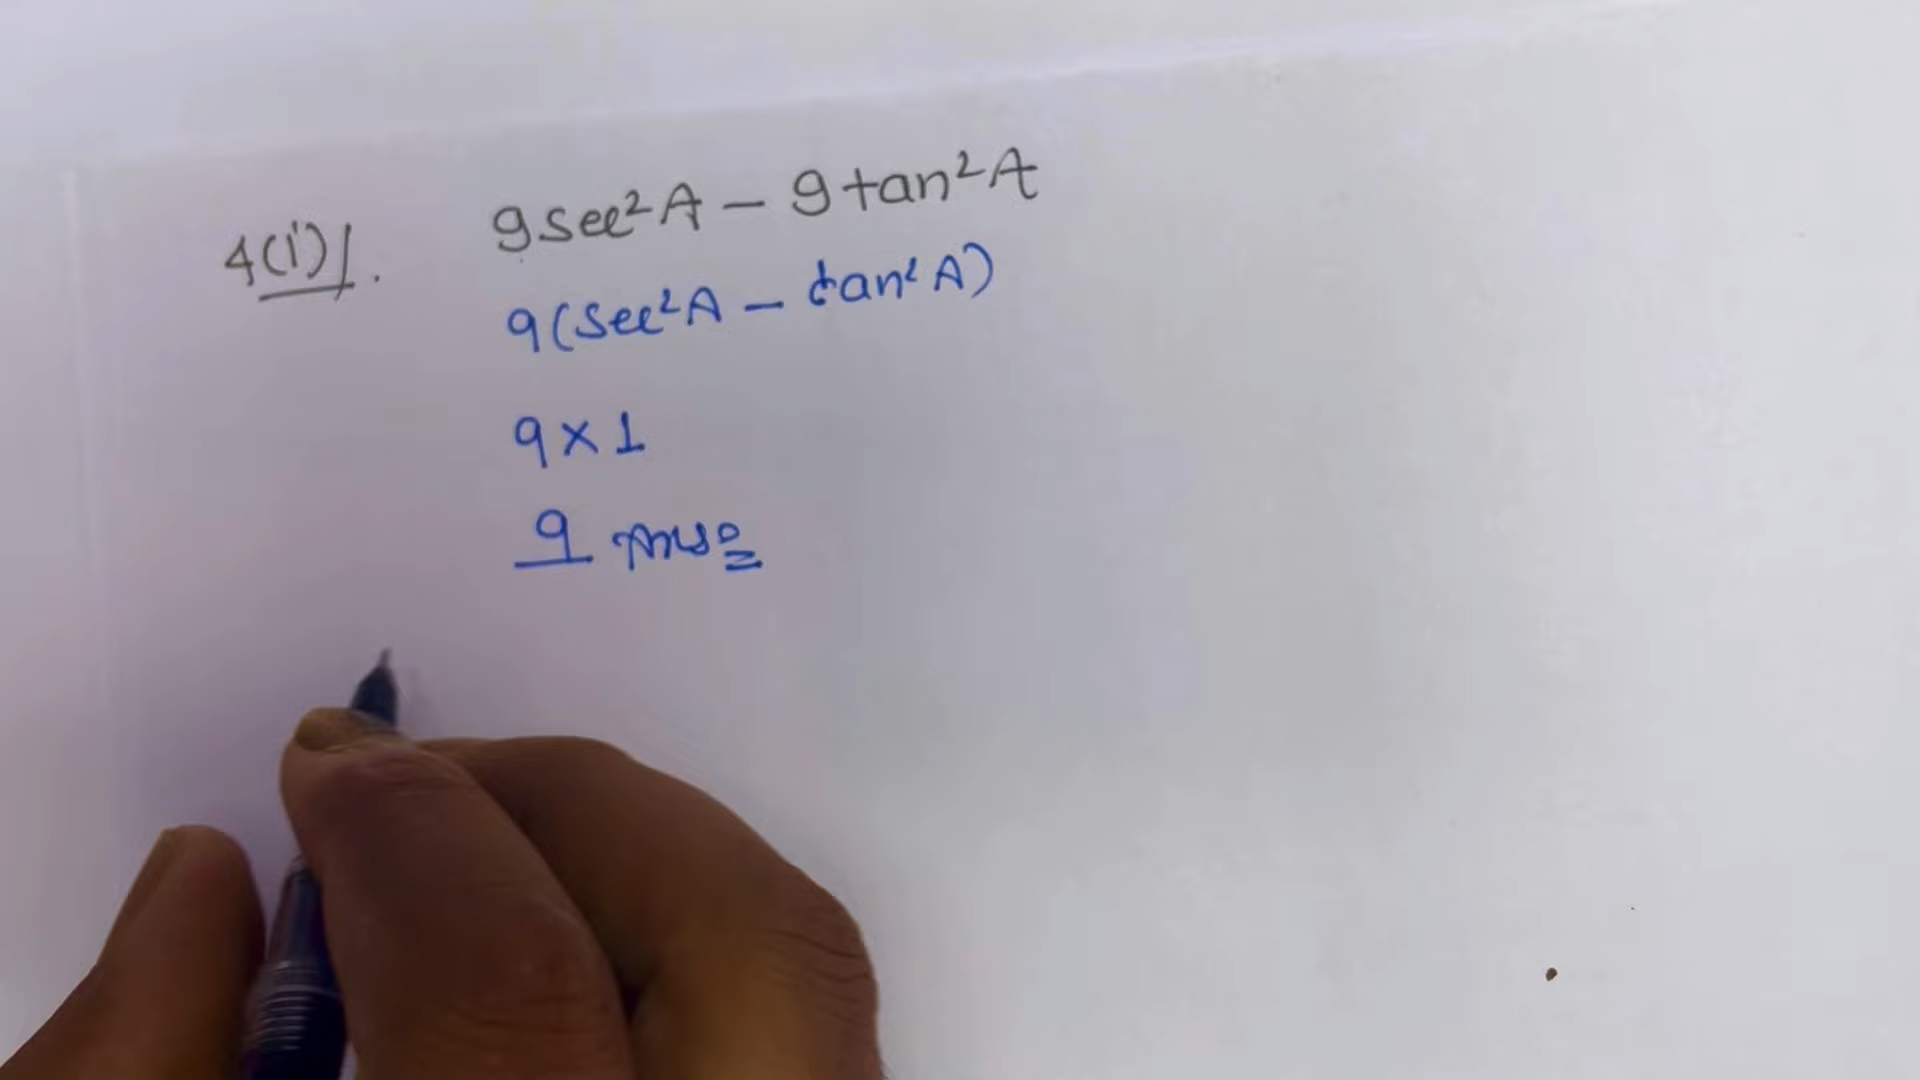 4(i)/. 9sec²A – 9tan²A
9(sec²A – tan²A)
9×1
9 Ans